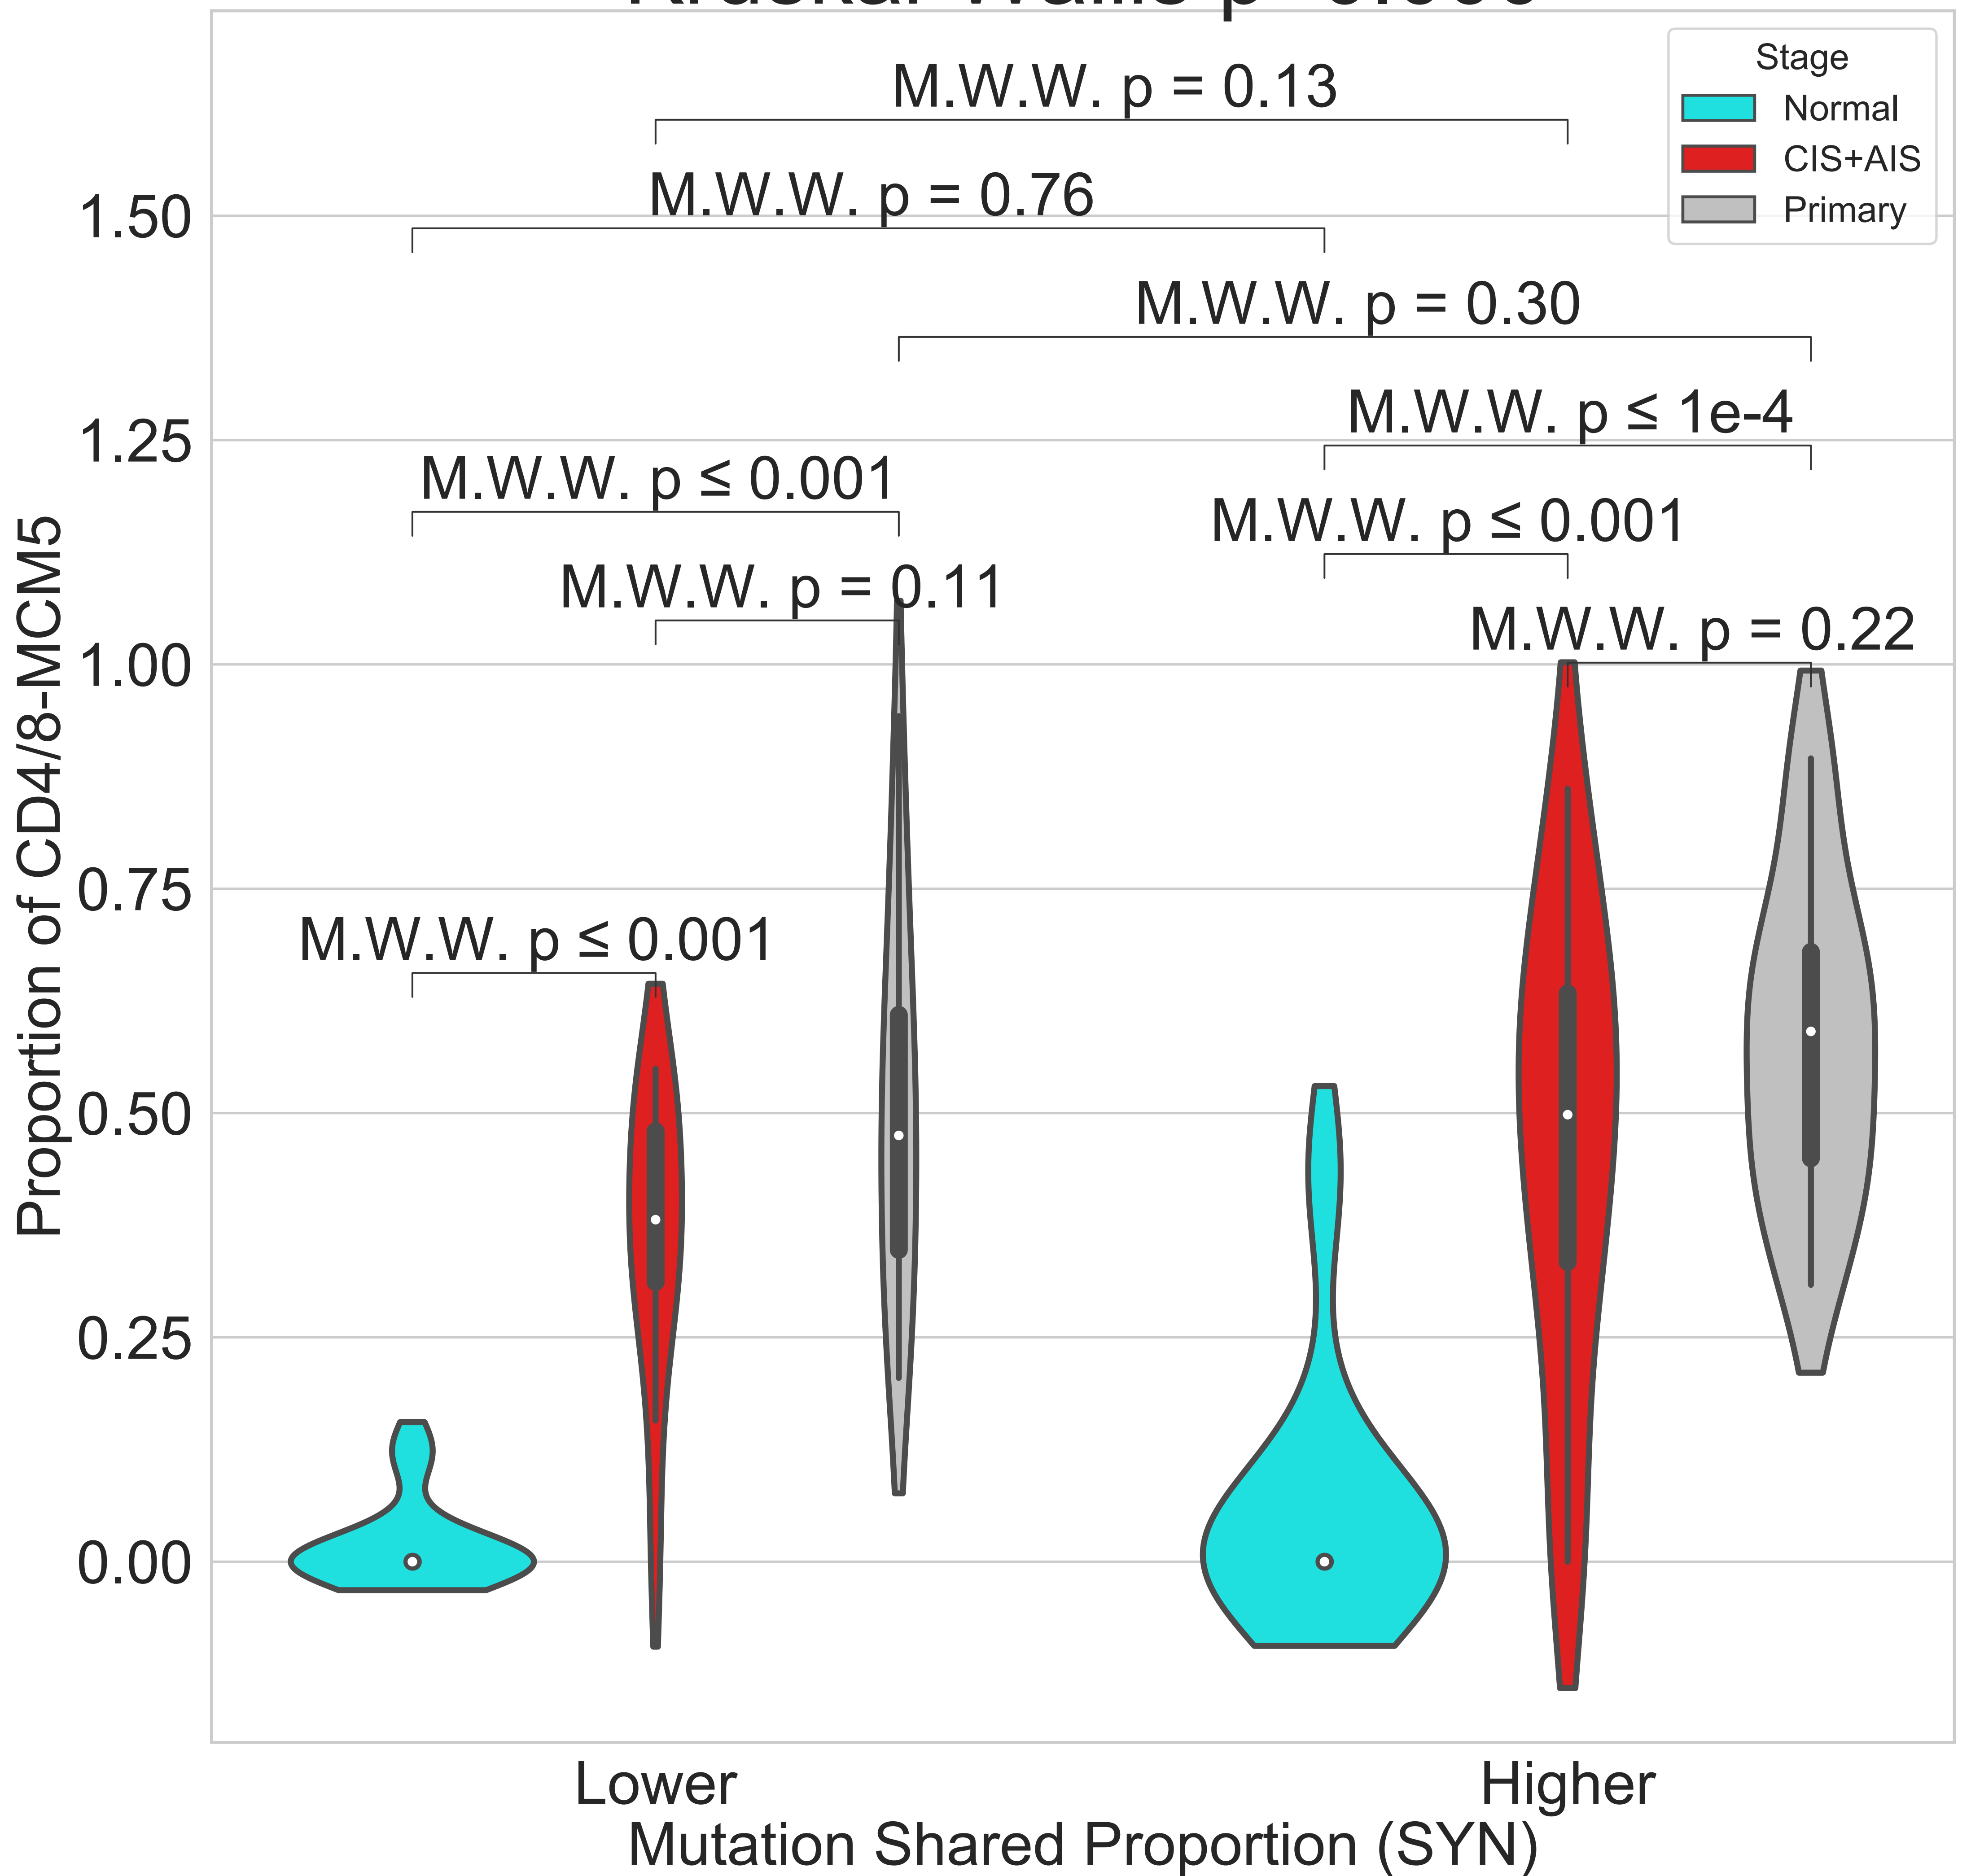 Stage
Normal
CIS+AIS
Primary
M.W.W. p = 0.13
M.W.W. p = 0.76
M.W.W. p = 0.30
M.W.W. p ≤ 1e-4
M.W.W. p ≤ 0.001
M.W.W. p ≤ 0.001
M.W.W. p = 0.11
M.W.W. p = 0.22
M.W.W. p ≤ 0.001
1.50
1.25
1.00
0.75
0.50
0.25
0.00
Proportion of CD4/8-MCM5
Lower
Higher
Mutation Shared Proportion (SYN)